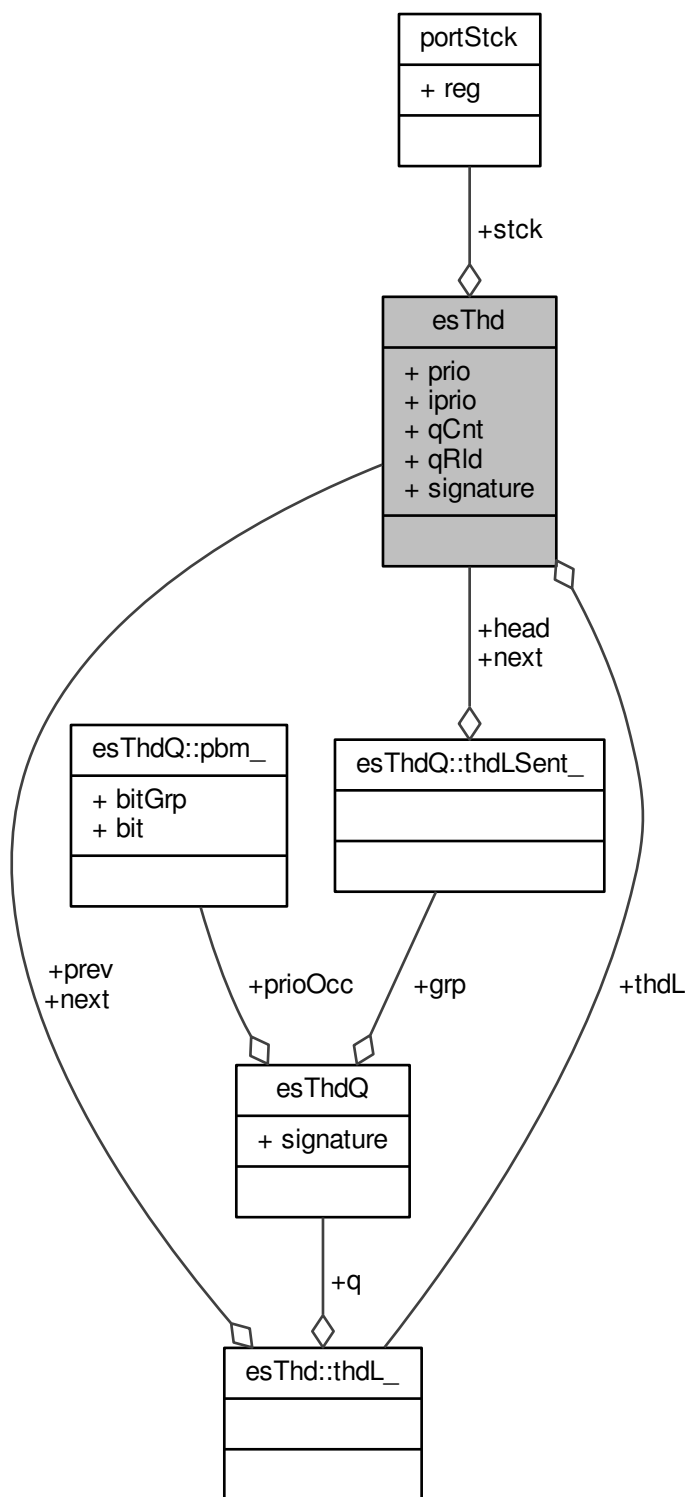 portStck
+ reg
+stck
esThd
+ prio
+ iprio
+ qCnt
+ qRld
+ signature
+head
+next
esThdQ::pbm_
+ bitGrp
+ bit
esThdQ::thdLSent_
+prev
+next
+prioOcc
+grp
+thdL
esThdQ
+ signature
+q
esThd::thdL_